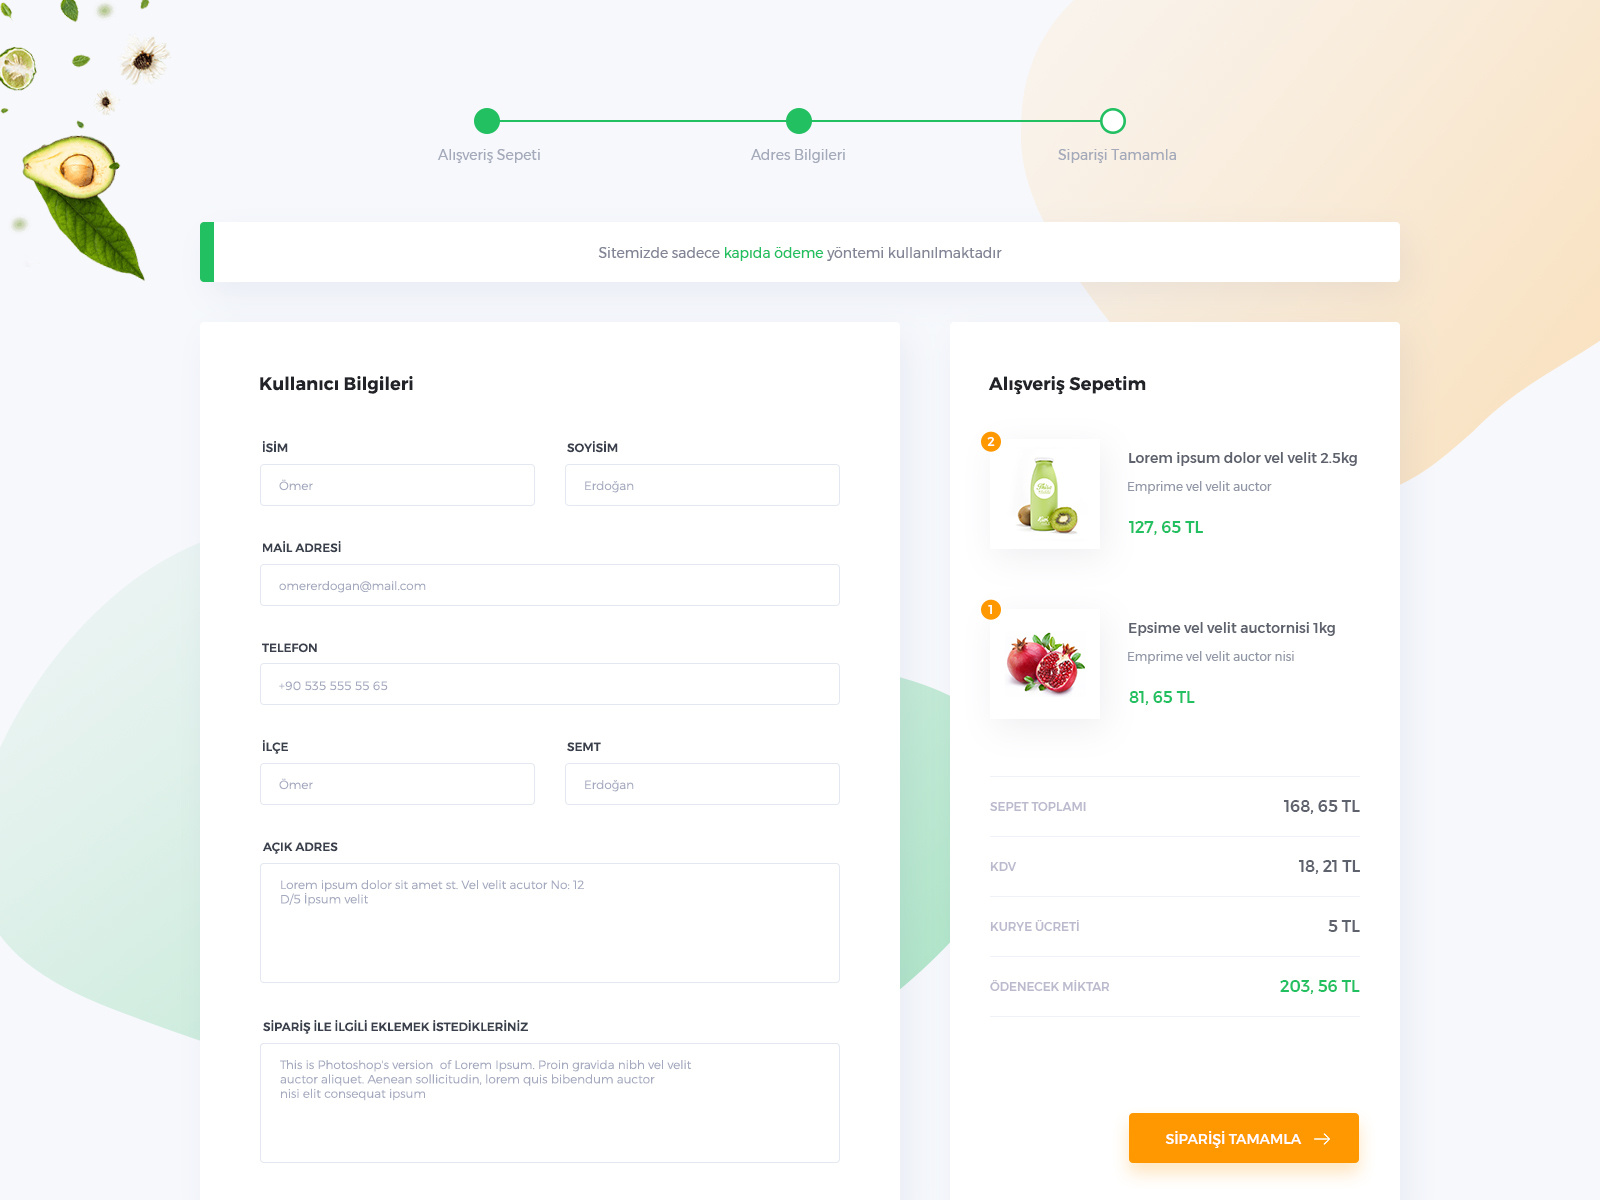 Alışveriş Sepeti
Adres Bilgileri
Siparişi Tamamla
Sitemizde sadece kapıda ödeme yöntemi kullanılmaktadır
Kullanıcı Bilgileri
İSİM
SOYİSİM
Ömer
Erdoğan
MAİL ADRESİ
omererdogan@mail.com
TELEFON
+90 535 555 55 65
İLÇE
SEMT
Ömer
Erdoğan
AÇIK ADRES
Lorem ipsum dolor sit amet st. Vel velit acutor No: 12
D/5 İpsum velit
SİPARİŞ İLE İLGİLİ EKLEMEK İSTEDİKLERİNİZ
This is Photoshop's version  of Lorem Ipsum. Proin gravida nibh vel velit
auctor aliquet. Aenean sollicitudin, lorem quis bibendum auctor
nisi elit consequat ipsum
Alışveriş Sepetim
2
Lorem ipsum dolor vel velit 2.5kg
Emprime vel velit auctor
127, 65 TL
1
Epsime vel velit auctornisi 1kg
Emprime vel velit auctor nisi
81, 65 TL
SEPET TOPLAMI
168, 65 TL
KDV
18, 21 TL
KURYE ÜCRETİ
5 TL
ÖDENECEK MİKTAR
203, 56 TL
SİPARİŞİ TAMAMLA